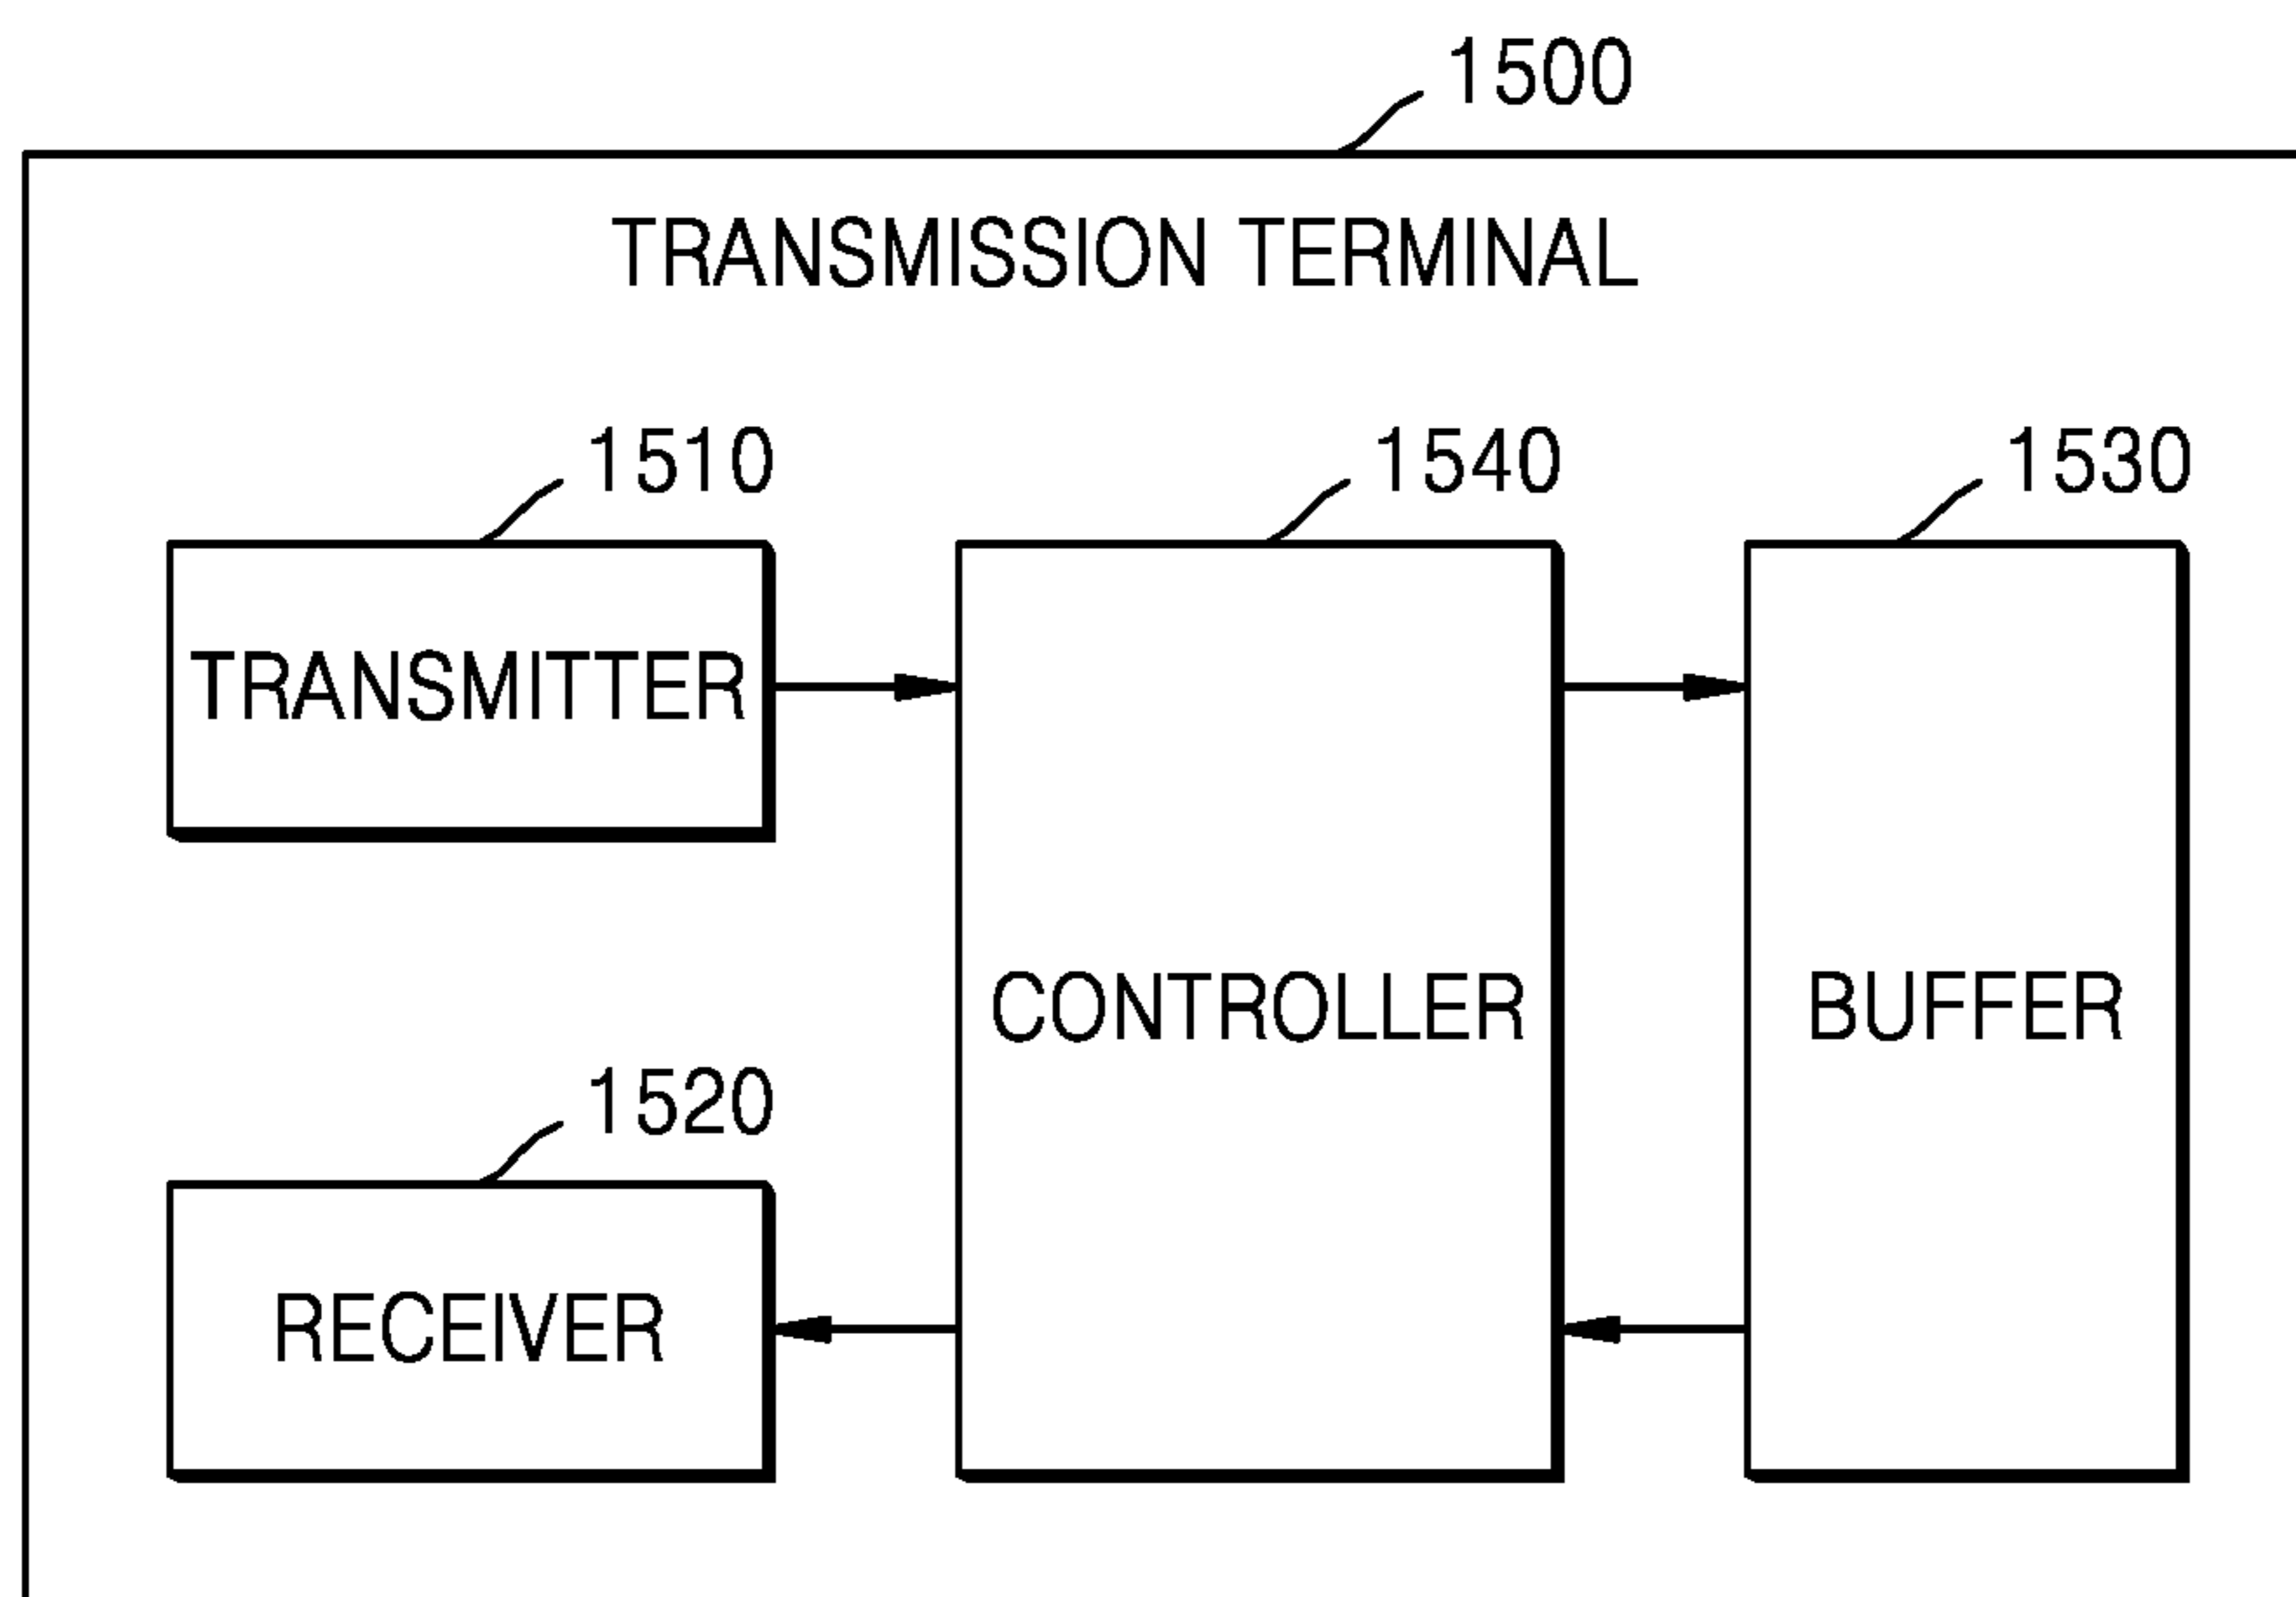 1500
TRANSMISSION TERMINAL
1510
1540
1530
TRANSMITTER
CONTROLLER
BUFFER
1520
RECEIVER